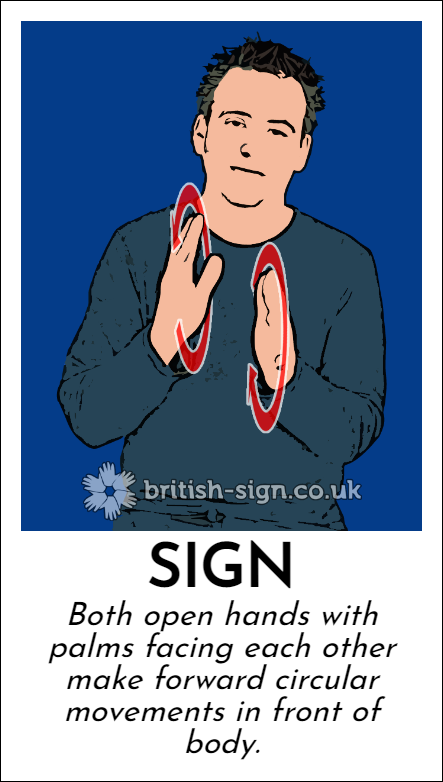 british-sign.co.uk
SIGN
Both open hands with
palms facing each other
make forward circular
movements in front of
body.